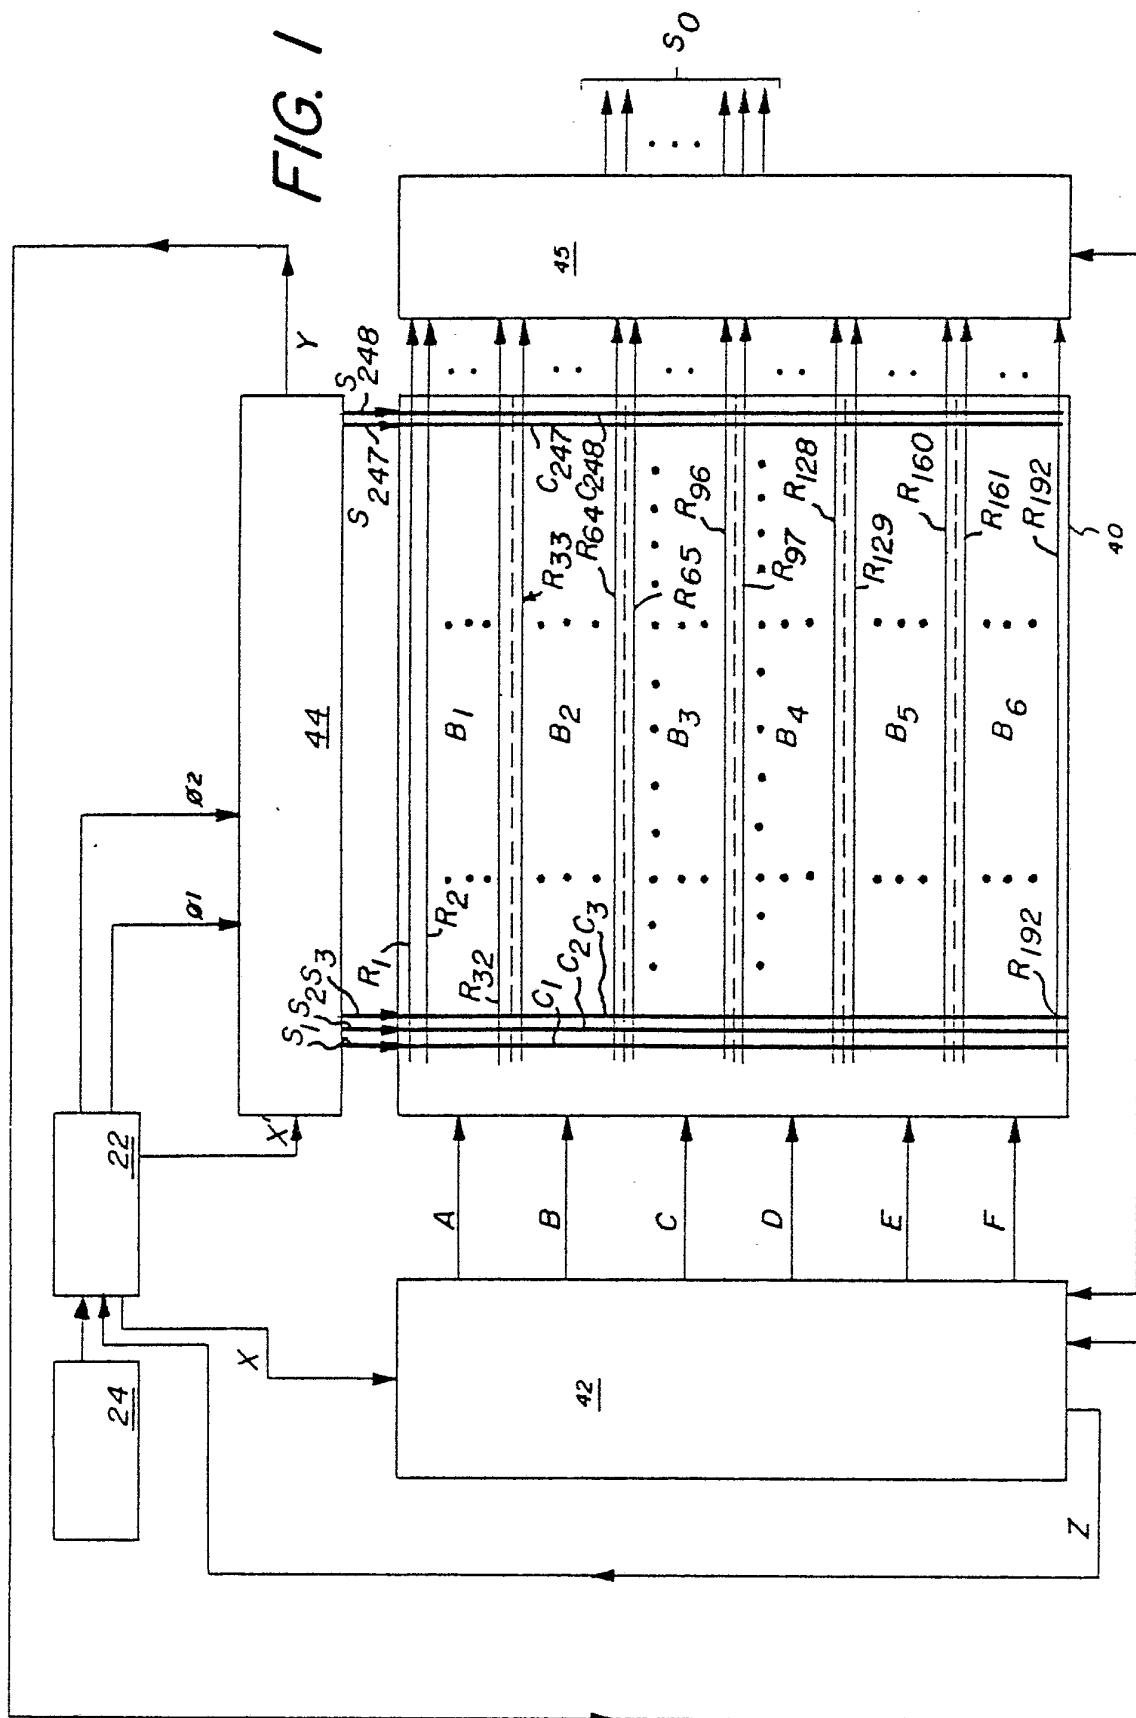 FIG. 1
24
22
X
X'
Ø1
Ø2
44
Y
Z
42
A
B
C
D
E
F
S1
S2
S3
S247
S248
R1
R2
R32
R33
R64
R65
R96
R97
R128
R129
R160
R161
R192
R192
C1
C2
C3
C247
C248
B1
B2
B3
B4
B5
B6
40
45
SO